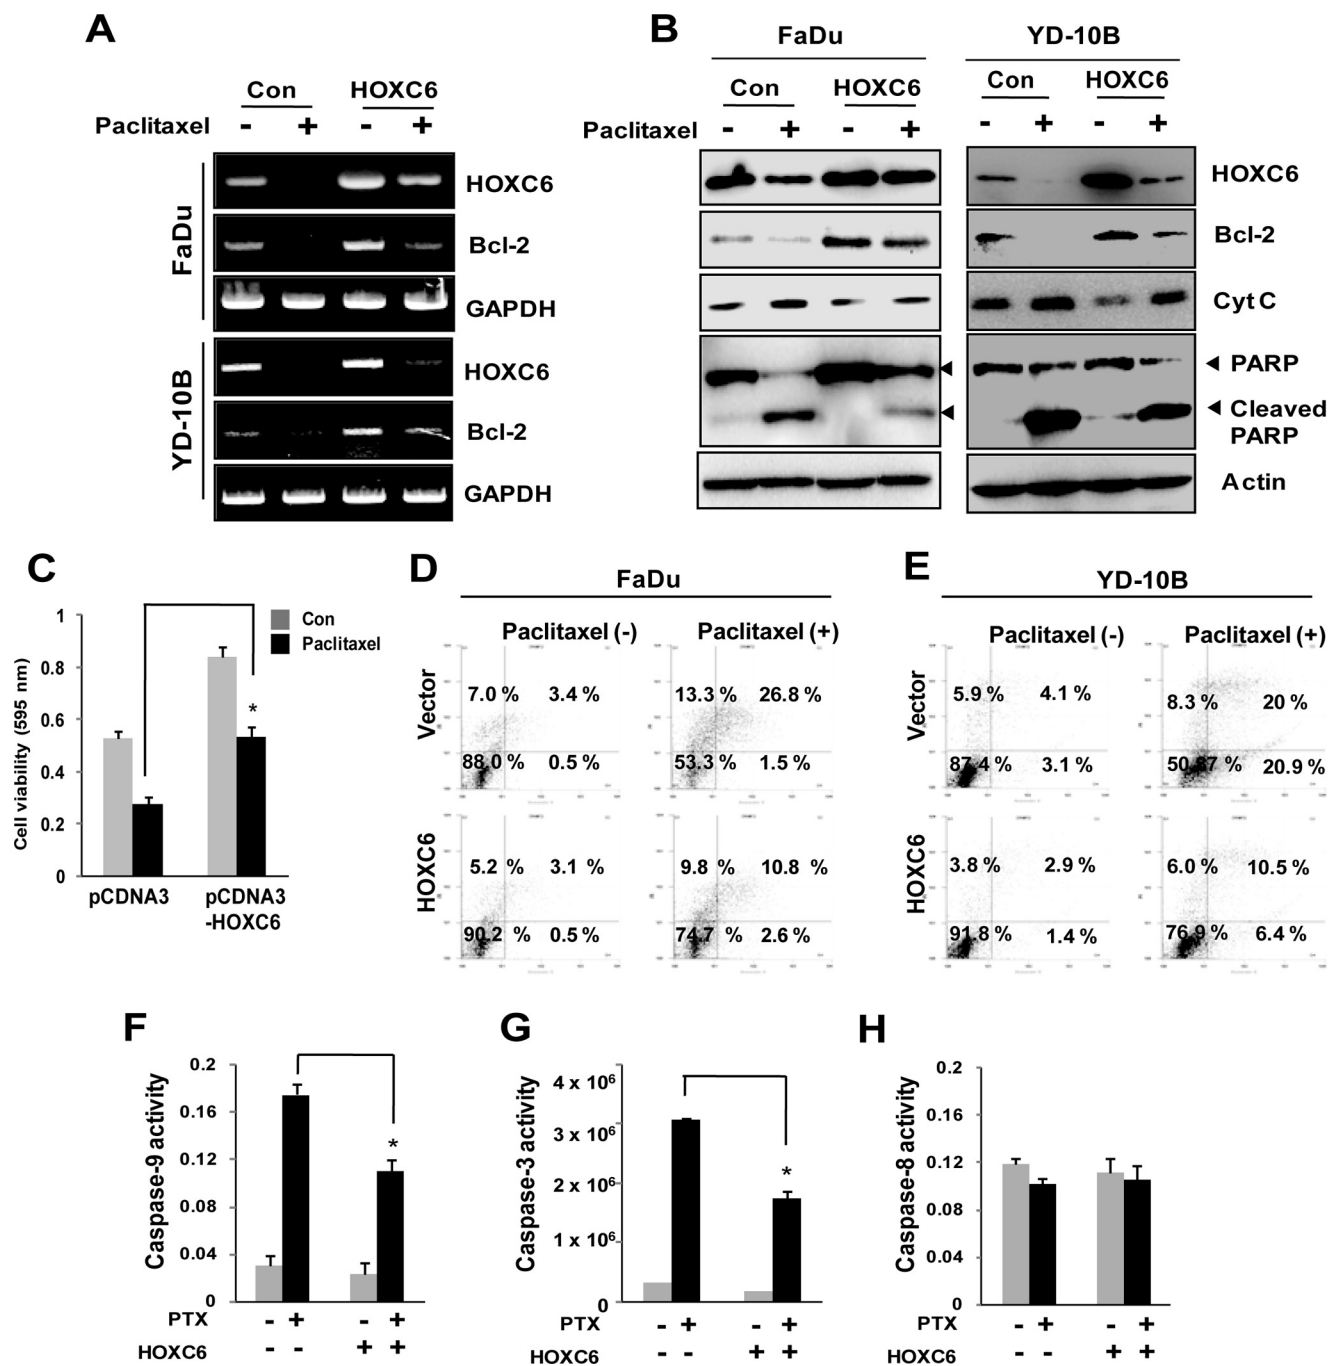 A
Con HOXC6
Paclitaxel - + - +
FaDu
HOXC6
Bcl-2
GAPDH
YD-10B
HOXC6
Bcl-2
GAPDH
B
FaDu YD-10B
Con HOXC6 Con HOXC6
Paclitaxel - + - + - + - +
HOXC6
Bcl-2
Cyt C
PARP
Cleaved
PARP
Actin
C
Cell viability (595 nm)
1
0.8
0.6
0.4
0.2
0
Con
Paclitaxel
*
pCDNA3 pCDNA3
-HOXC6
D
FaDu
Paclitaxel (-) Paclitaxel (+)
Vector
7.0 % 3.4 % 13.3 % 26.8 %
88.0 % 0.5 % 53.3 % 1.5 %
HOXC6
5.2 % 3.1 % 9.8 % 10.8 %
90.2 % 0.5 % 74.7 % 2.6 %
E
YD-10B
Paclitaxel (-) Paclitaxel (+)
Vector
5.9 % 4.1 % 8.3 % 20 %
87.4 % 3.1 % 50.87 % 20.9 %
HOXC6
3.8 % 2.9 % 6.0 % 10.5 %
91.8 % 1.4 % 76.9 % 6.4 %
F
Caspase-9 activity
0.2
0.16
0.12
0.08
0.04
0
*
PTX - + - +
HOXC6 - - + +
G
Caspase-3 activity
4 x 10⁶
3 x 10⁶
2 x 10⁶
1 x 10⁶
0
*
PTX - + - +
HOXC6 - - + +
H
Caspase-8 activity
0.2
0.16
0.12
0.08
0.04
0
PTX - + - +
HOXC6 - - + +